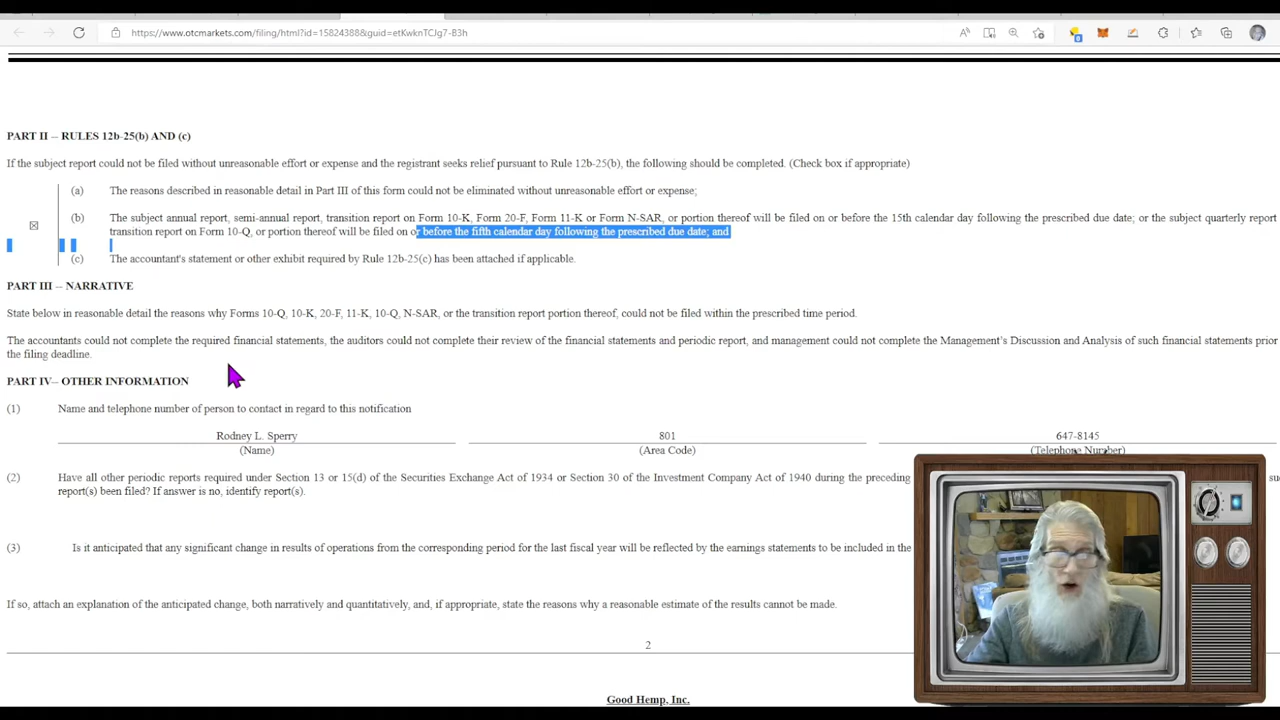 https://www.otcmarkets.com/filing/html?id=15824388&guid=etKwknTCJg7-B3h
PART II -- RULES 12b-25(b) AND (c)
If the subject report could not be filed without unreasonable effort or expense and the registrant seeks relief pursuant to Rule 12b-25(b), the following should be completed. (Check box if appropriate)
(a) The reasons described in reasonable detail in Part III of this form could not be eliminated without unreasonable effort or expense;
(b) The subject annual report, semi-annual report, transition report on Form 10-K, Form 20-F, Form 11-K or Form N-SAR, or portion thereof will be filed on or before the 15th calendar day following the prescribed due date; or the subject quarterly report
transition report on Form 10-Q, or portion thereof will be filed on or before the fifth calendar day following the prescribed due date; and
(c) The accountant's statement or other exhibit required by Rule 12b-25(c) has been attached if applicable.
PART III -- NARRATIVE
State below in reasonable detail the reasons why Forms 10-Q, 10-K, 20-F, 11-K, 10-Q, N-SAR, or the transition report portion thereof, could not be filed within the prescribed time period.
The accountants could not complete the required financial statements, the auditors could not complete their review of the financial statements and periodic report, and management could not complete the Management's Discussion and Analysis of such financial statements prior
the filing deadline.
PART IV-- OTHER INFORMATION
(1) Name and telephone number of person to contact in regard to this notification
Rodney L. Sperry 801 647-8145
(Name) (Area Code) (Telephone Number)
(2) Have all other periodic reports required under Section 13 or 15(d) of the Securities Exchange Act of 1934 or Section 30 of the Investment Company Act of 1940 during the preceding
report(s) been filed? If answer is no, identify report(s).
(3) Is it anticipated that any significant change in results of operations from the corresponding period for the last fiscal year will be reflected by the earnings statements to be included in the
If so, attach an explanation of the anticipated change, both narratively and quantitatively, and, if appropriate, state the reasons why a reasonable estimate of the results cannot be made.
2
Good Hemp, Inc.